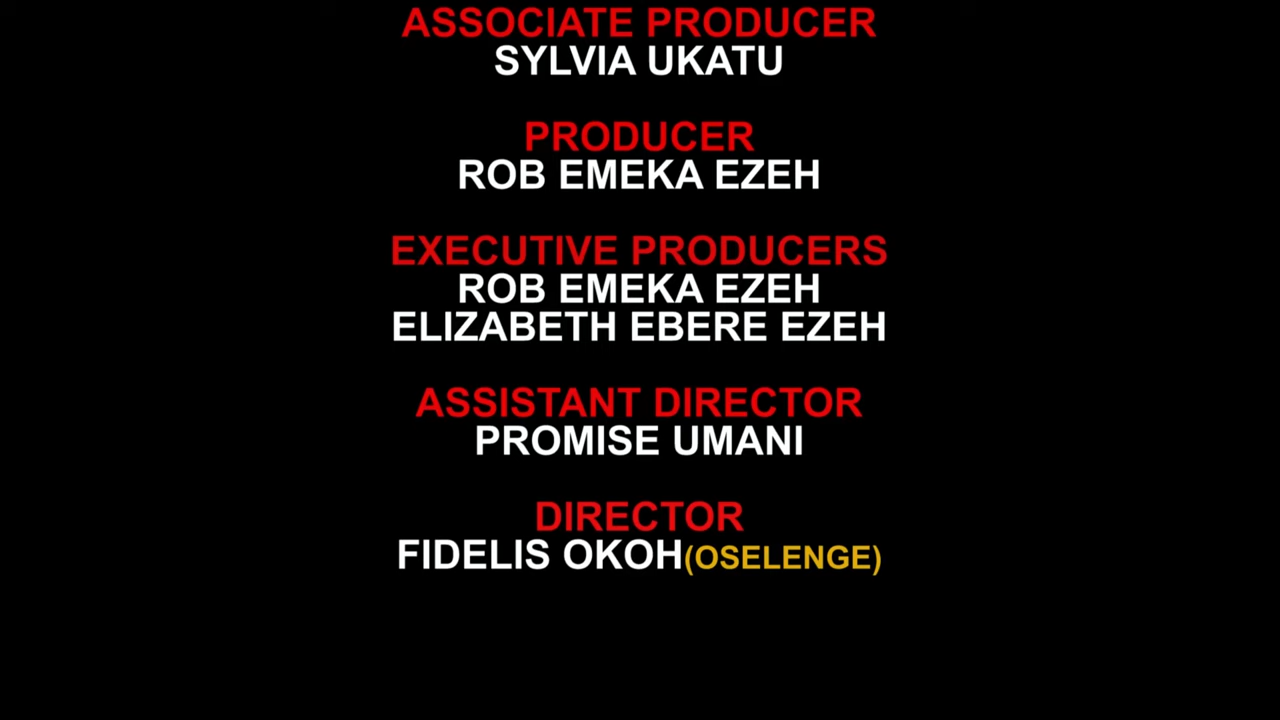 ASSOCIATE PRODUCER
SYLVIA UKATU
PRODUCER
ROB EMEKA EZEH
EXECUTIVE PRODUCERS
ROB EMEKA EZEH
ELIZABETH EBERE EZEH
ASSISTANT DIRECTOR
PROMISE UMANI
DIRECTOR
FIDELIS OKOH(OSELENGE)